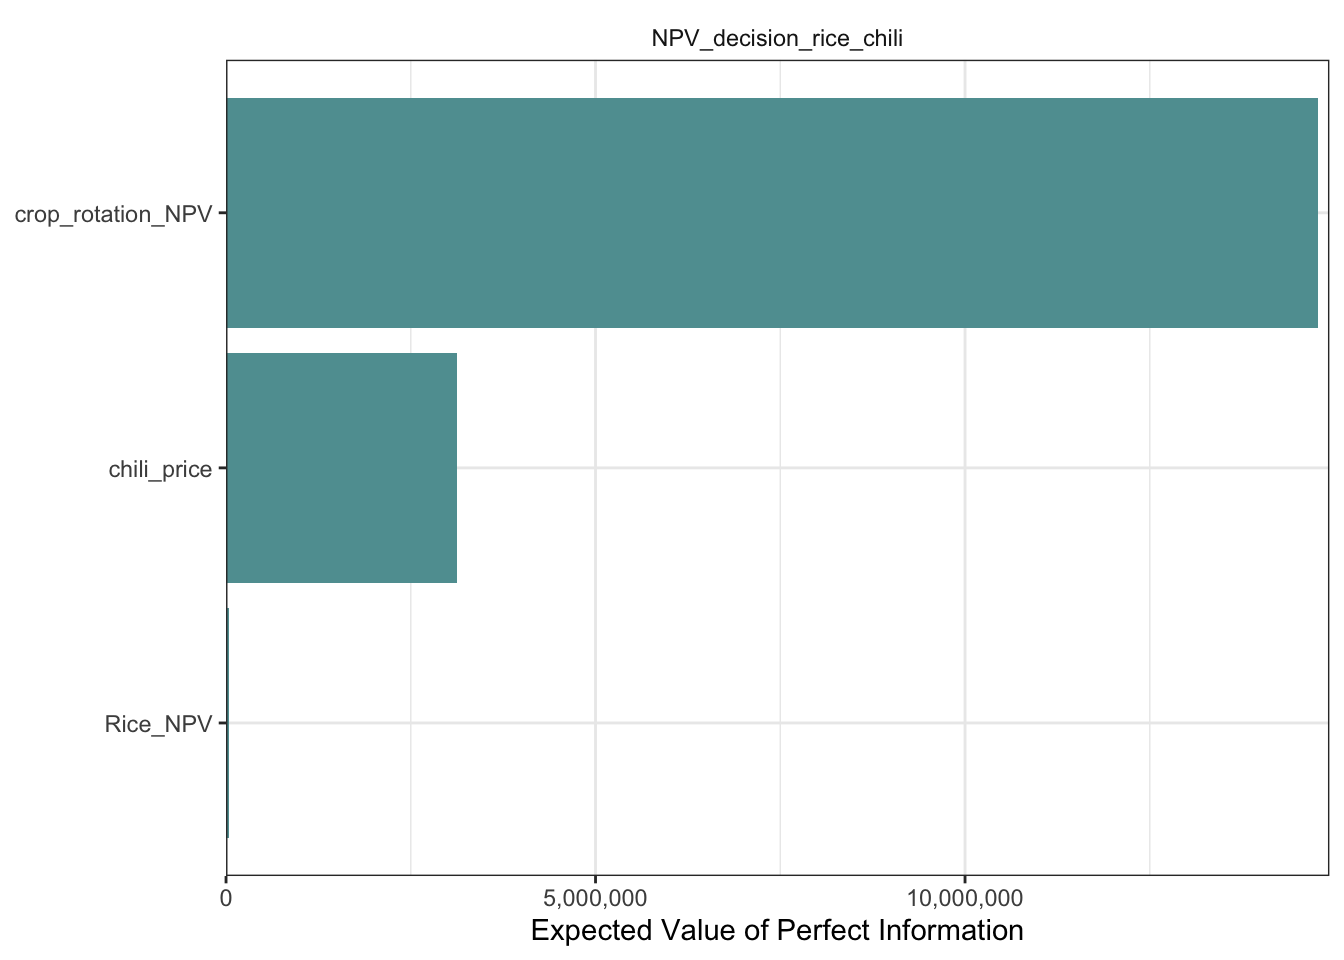 NPV_decision_rice_chili
crop_rotation_NPV
chili_price
Rice_NPV
0 5,000,000 10,000,000
Expected Value of Perfect Information